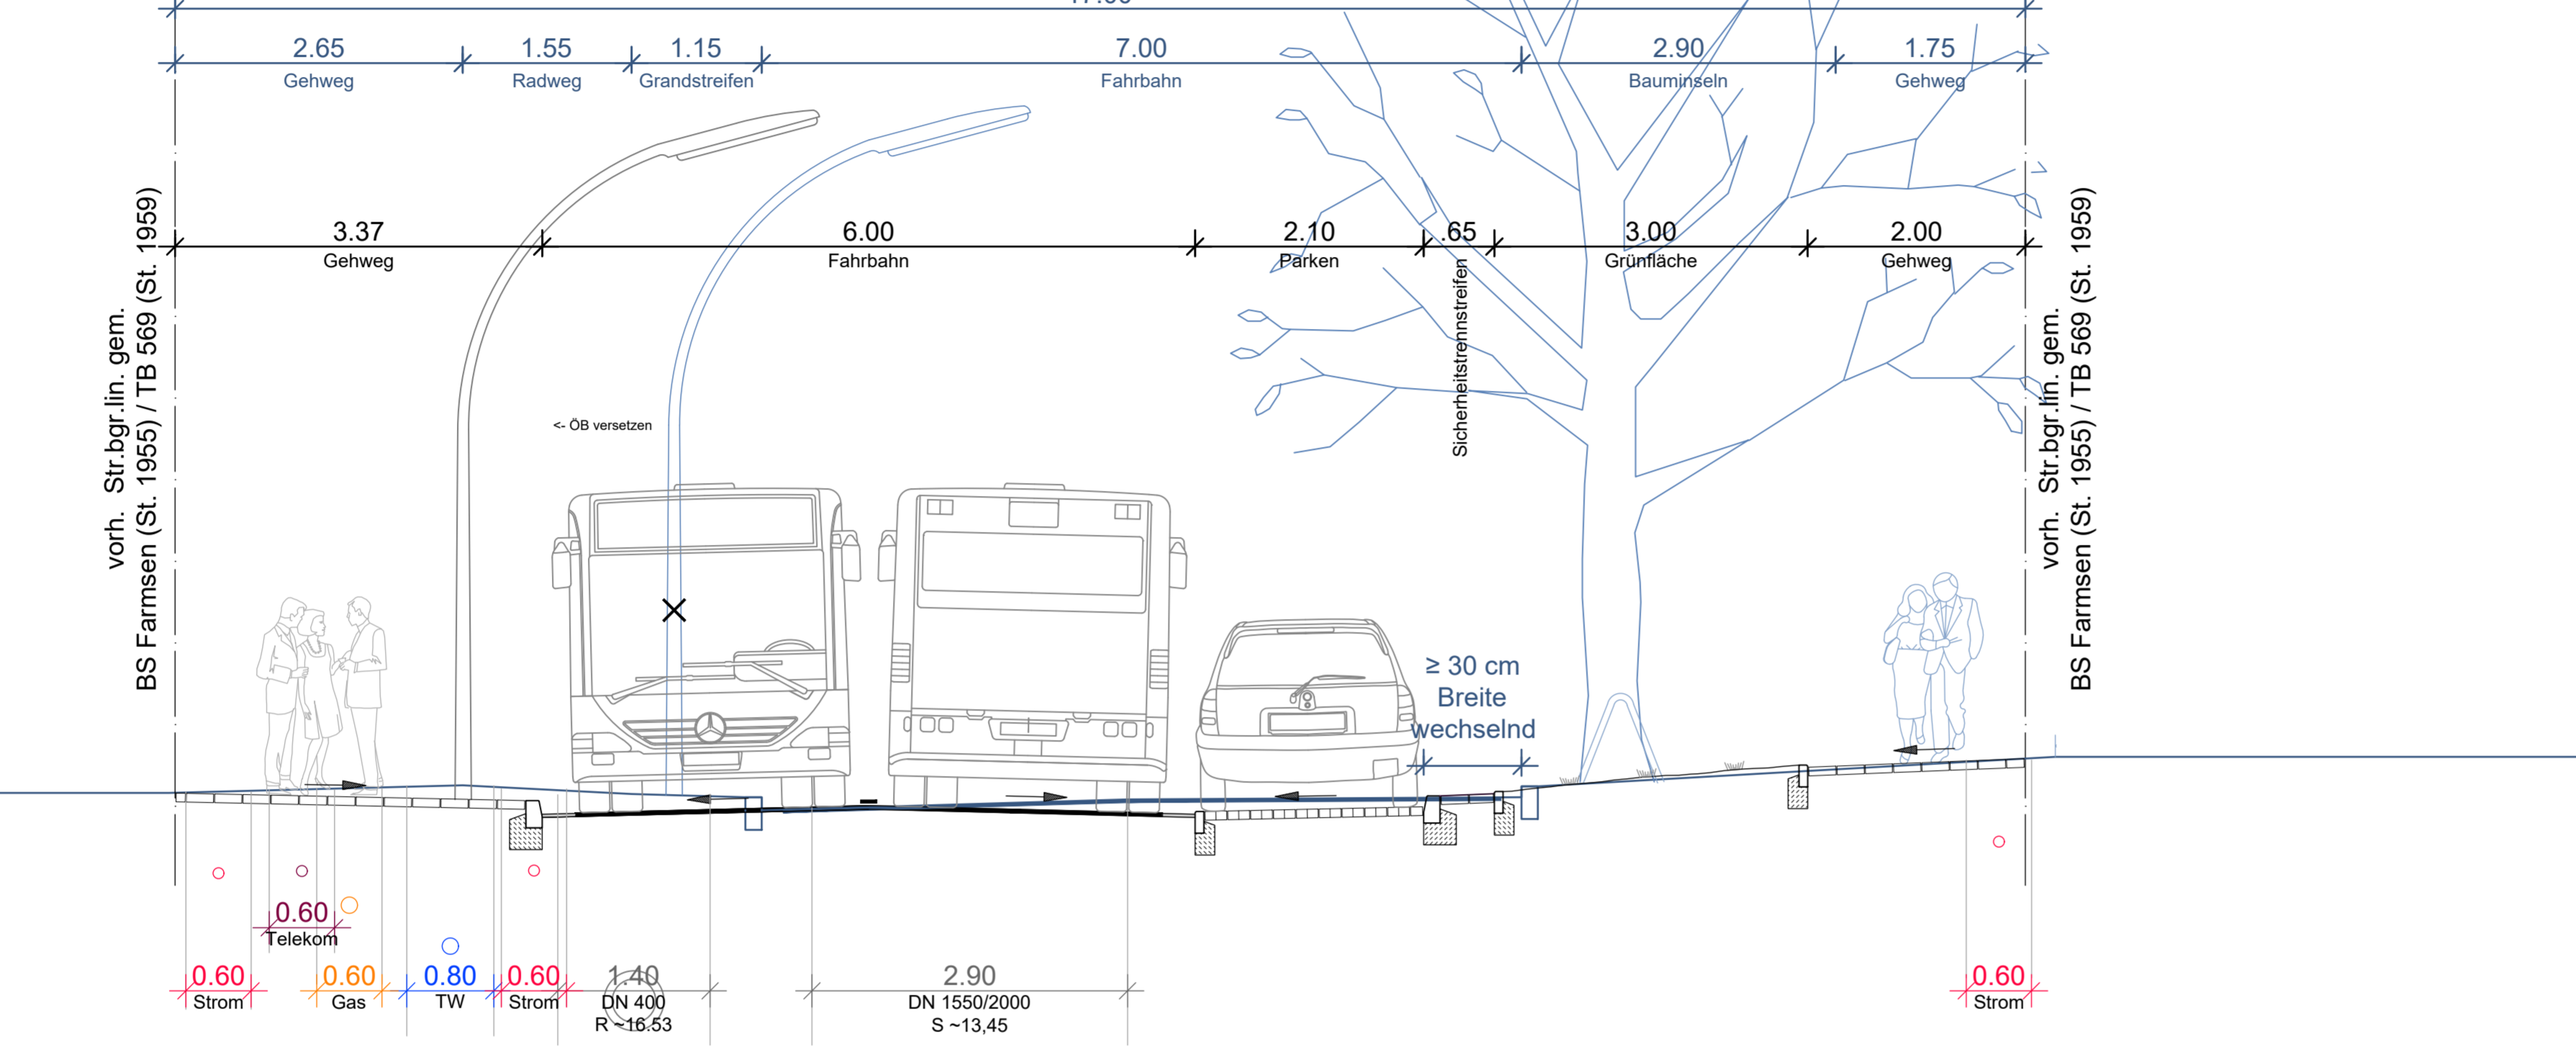 2.65 1.55 1.15 7.00 2.90 1.75
Gehweg Radweg Grandstreifen Fahrbahn Bauminseln Gehweg
3.37 6.00 2.10 .65 3.00 2.00
Gehweg Fahrbahn Parken Grünfläche Gehweg
Sicherheitstrennstreifen
vorh. Str.bgr.lin. gem.
BS Farmsen (St. 1955) / TB 569 (St. 1959)
vorh. Str.bgr.lin. gem.
BS Farmsen (St. 1955) / TB 569 (St. 1959)
<- ÖB versetzen
≥ 30 cm
Breite
wechselnd
0.60
Telekom
0.60 0.60 0.80 0.60 1.40 2.90 0.60
Strom Gas TW Strom DN 400 DN 1550/2000 Strom
R ~16.53 S ~13,45